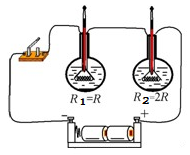 R1=R R2=2R
− +